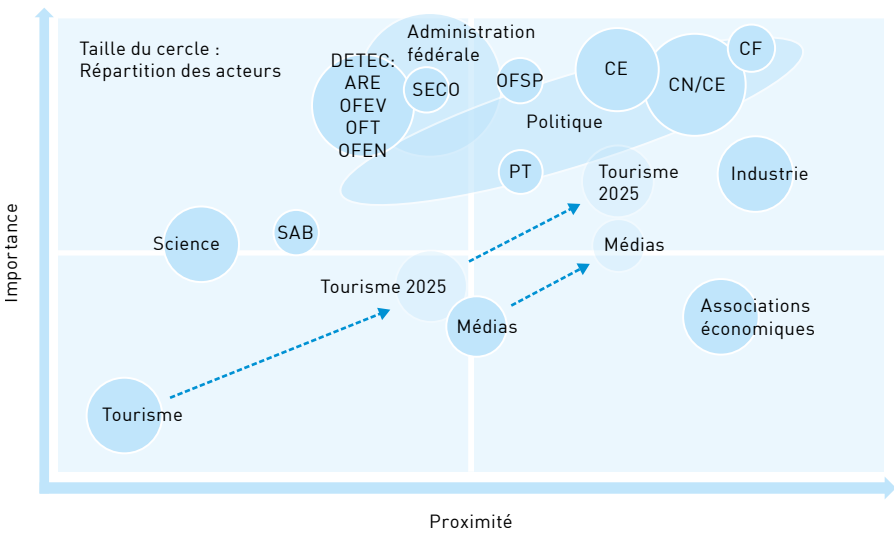 Taille du cercle :
Répartition des acteurs
Administration
fédérale
DETEC:
ARE
OFEV
OFT
OFEN
SECO
OFSP
CE
CN/CE
CF
Politique
PT
Tourisme
2025
Industrie
Science
SAB
Médias
Tourisme 2025
Médias
Associations
économiques
Tourisme
Importance
Proximité